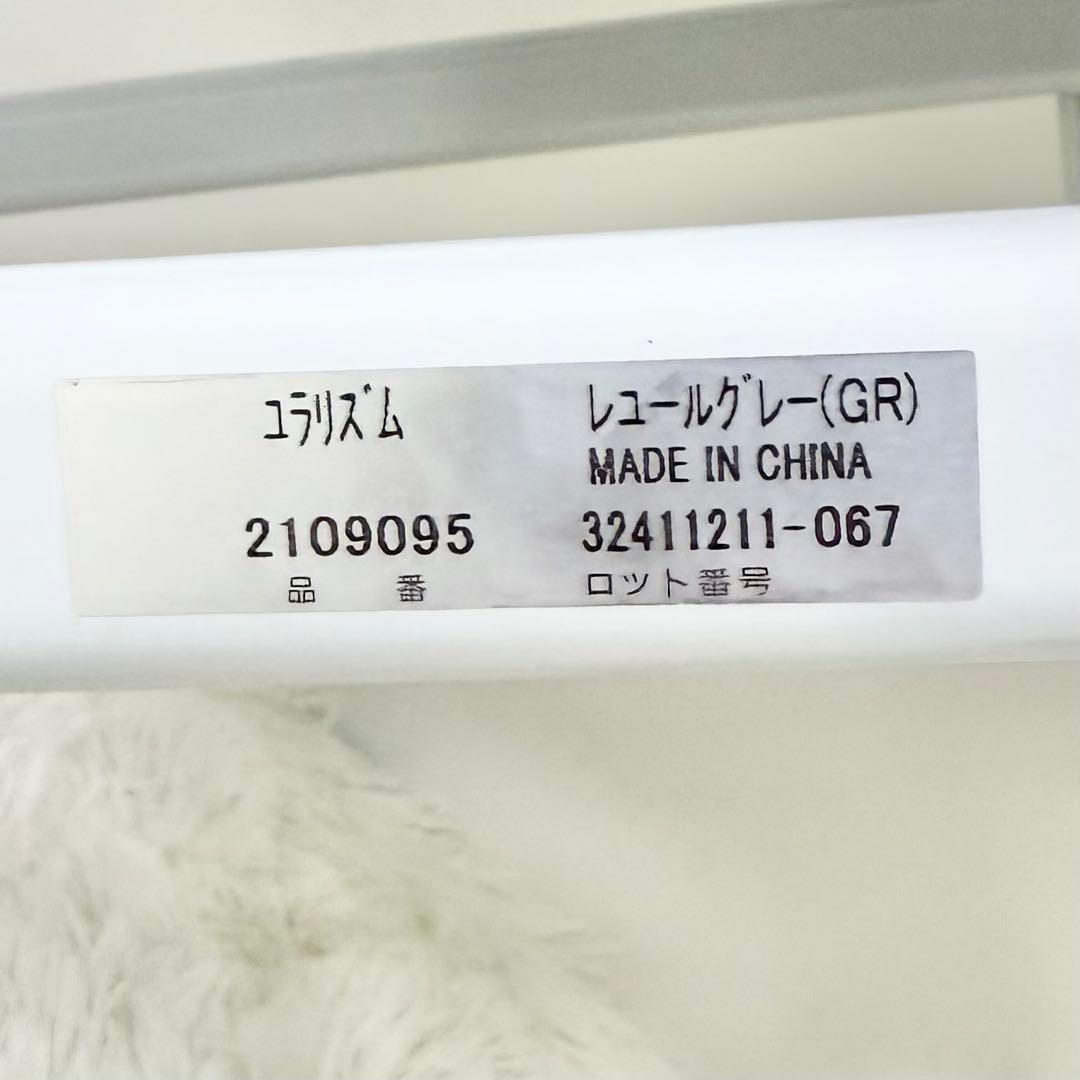 ユラリズム レユールグレー(GR)
MADE IN CHINA
2109095 32411211-067
品番 ロット番号